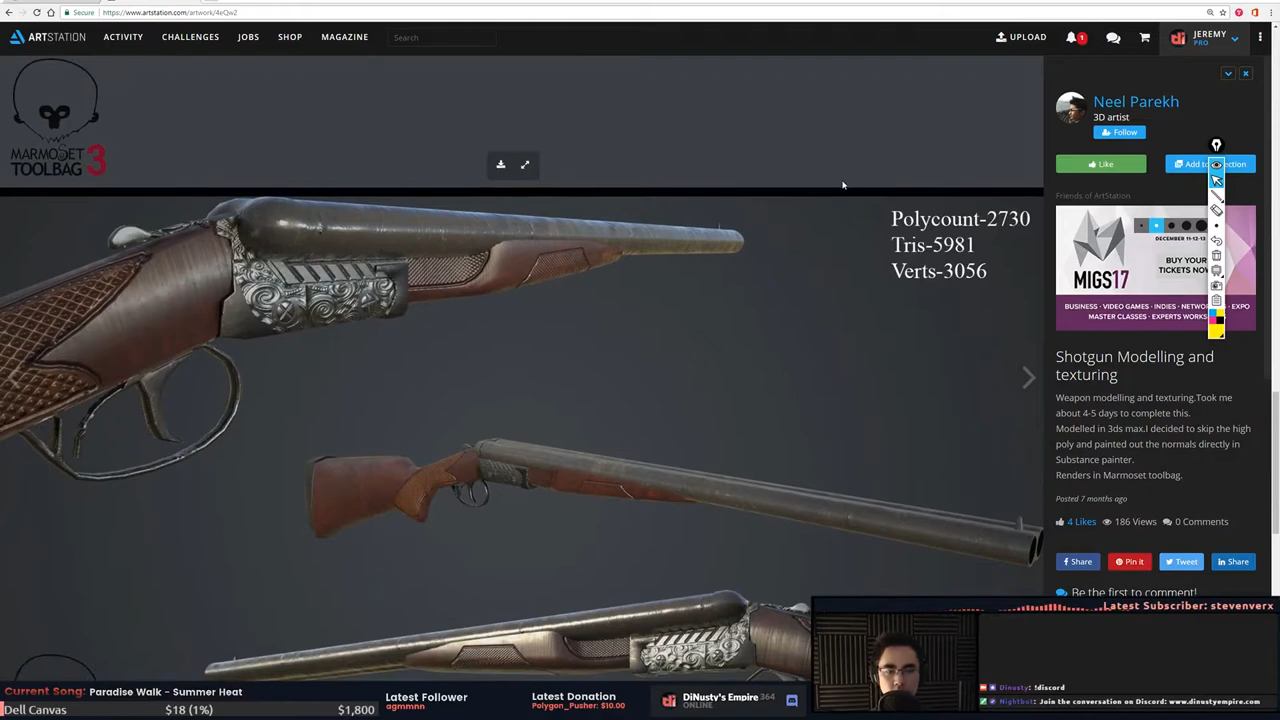 Secure
https://www.artstation.com/artwork/4eQw2
ARTSTATION
ACTIVITY
CHALLENGES
JOBS
SHOP
MAGAZINE
Search
UPLOAD
1
JEREMY
PRO
MARMOSET
TOOLBAG 3
Polycount-2730
Tris-5981
Verts-3056
Neel Parekh
3D artist
Follow
Like
Friends of ArtStation
MIGS17
DECEMBER 11-12-13
BUY YOUR
TICKETS NOW
BUSINESS · VIDEO GAMES · INDIES · EXPO
MASTER CLASSES · EXPERTS
Shotgun Modelling and
texturing
Weapon modelling and texturing.Took me
about 4-5 days to complete this.
Modelled in 3ds max.I decided to skip the high
poly and painted out the normals directly in
Substance painter.
Renders in Marmoset toolbag.
Posted 7 months ago
4 Likes
186 Views
0 Comments
Share
Pin it
Tweet
Share
Be the first to comment!
Latest Subscriber: stevenverx
Dinusty: !discord
Nightbot: Join the conversation on Discord: www.dinustyempire.com
Current Song: Paradise Walk - Summer Heat
Dell Canvas
$18 (1%)
$1,800
Latest Follower
agmmnn
Latest Donation
Polygon_Pusher: $10.00
DiNusty's Empire 364
ONLINE